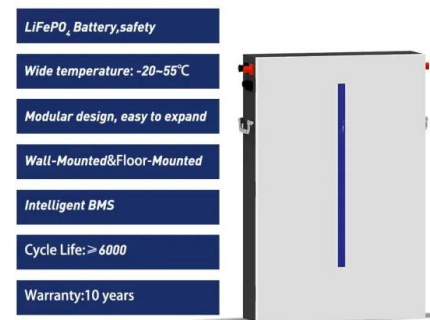 LiFePO₄ Battery,safety
Wide temperature: -20~55℃
Modular design, easy to expand
Wall-Mounted&Floor-Mounted
Intelligent BMS
Cycle Life:≥6000
Warranty:10 years